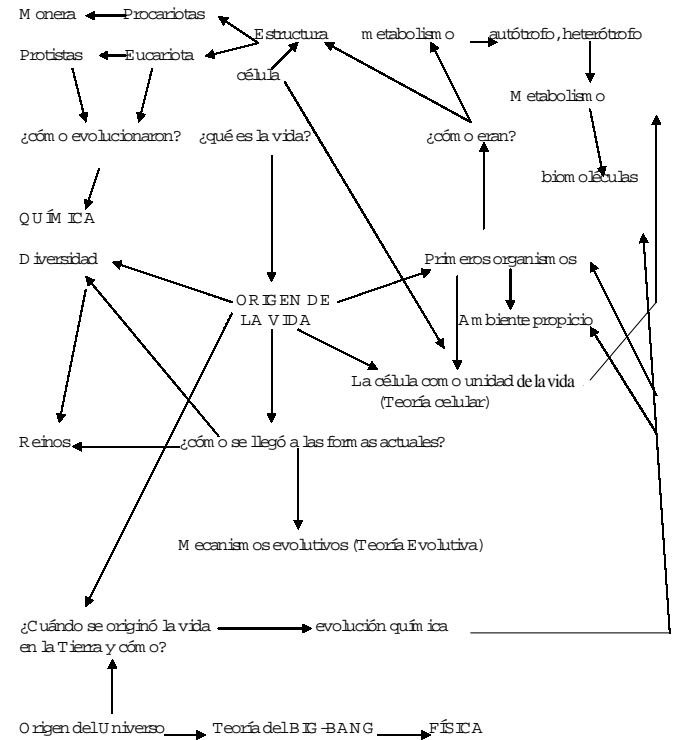 Monera Procariotas
Estructura metabolismo autótrofo, heterótrofo
Protistas Eucariota
célula
Metabolismo
¿cómo evolucionaron? ¿qué es la vida? ¿cómo eran?
biomoléculas
QUÍMICA
Diversidad Primeros organismos
ORIGEN DE
LA VIDA Ambiente propicio
La célula como unidad de la vida
(Teoría celular)
Reinos ¿cómo se llegó a las formas actuales?
Mecanismos evolutivos (Teoría Evolutiva)
¿Cuándo se originó la vida evolución química
en la Tierra y cómo?
Origen del Universo Teoría del BIG-BANG FÍSICA